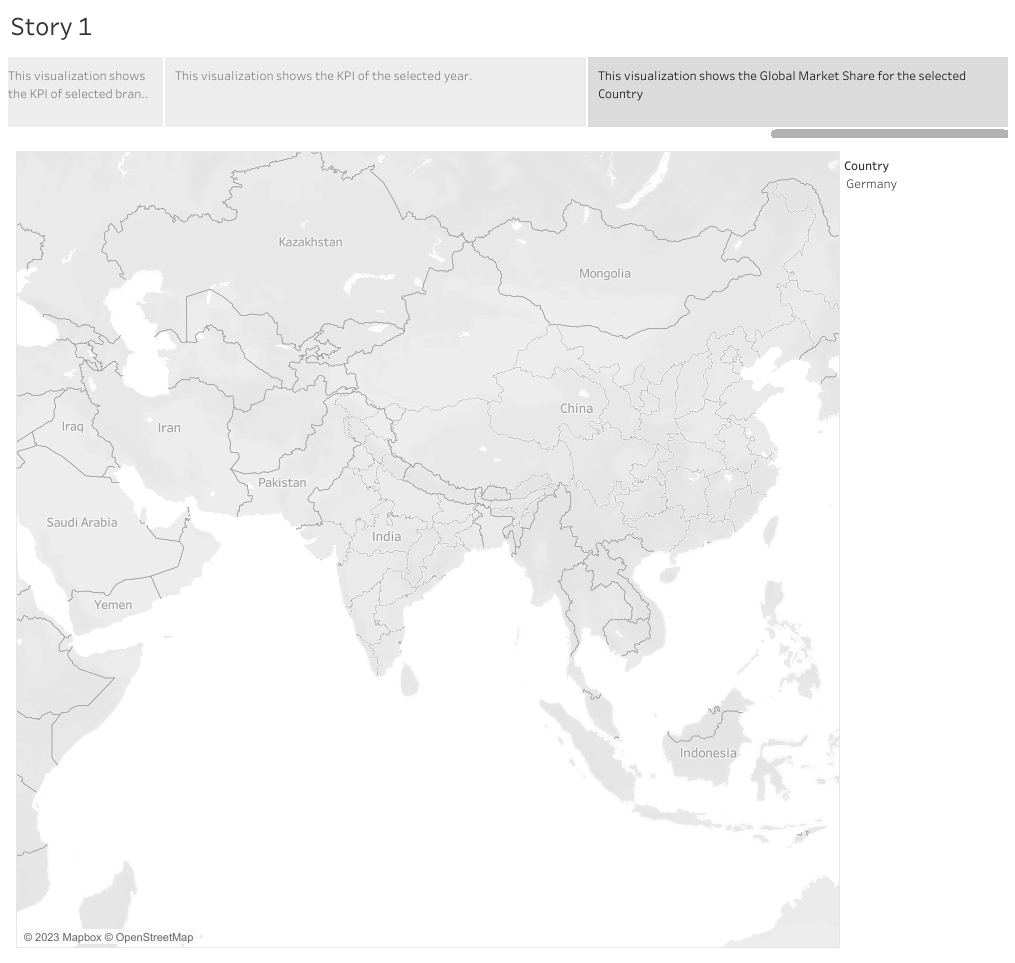 Story 1
This visualization shows
the KPI of selected bran..
This visualization shows the KPI of the selected year.
This visualization shows the Global Market Share for the selected
Country
Country
Germany
Kazakhstan
Mongolia
China
Iraq
Iran
Pakistan
Saudi Arabia
India
Yemen
Indonesia
© 2023 Mapbox © OpenStreetMap